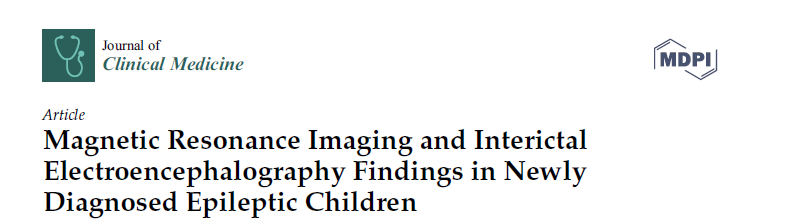 Journal of
Clinical Medicine
MDPI
Article
Magnetic Resonance Imaging and Interictal
Electroencephalography Findings in Newly
Diagnosed Epileptic Children